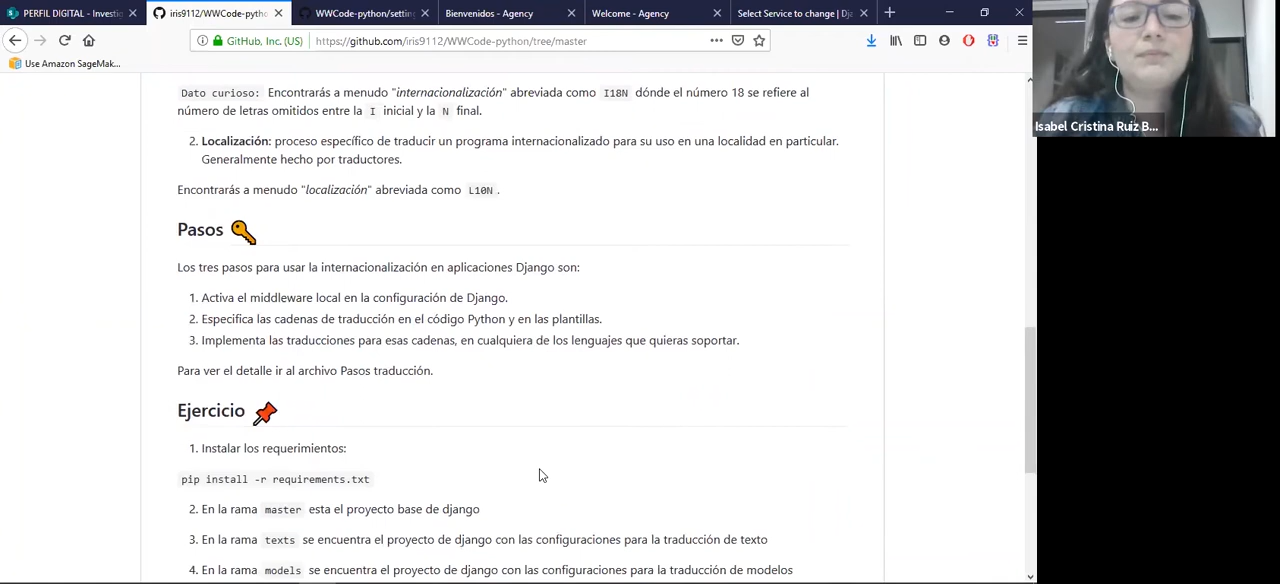 PERFIL DIGITAL - Investig
iris9112/WWCode-pytho
WWCode-python/settin
Bienvenidos - Agency
Welcome - Agency
Select Service to change | Dja
GitHub, Inc. (US)
https://github.com/iris9112/WWCode-python/tree/master
Use Amazon SageMak...
Isabel Cristina Ruiz B...
Dato curioso: Encontrarás a menudo "internacionalización" abreviada como I18N dónde el número 18 se refiere al
número de letras omitidos entre la I inicial y la N final.
2. Localización: proceso específico de traducir un programa internacionalizado para su uso en una localidad en particular.
Generalmente hecho por traductores.
Encontrarás a menudo "localización" abreviada como L10N.
Pasos
Los tres pasos para usar la internacionalización en aplicaciones Django son:
1. Activa el middleware local en la configuración de Django.
2. Especifica las cadenas de traducción en el código Python y en las plantillas.
3. Implementa las traducciones para esas cadenas, en cualquiera de los lenguajes que quieras soportar.
Para ver el detalle ir al archivo Pasos traducción.
Ejercicio
1. Instalar los requerimientos:
pip install -r requirements.txt
2. En la rama master esta el proyecto base de django
3. En la rama texts se encuentra el proyecto de django con las configuraciones para la traducción de texto
4. En la rama models se encuentra el proyecto de django con las configuraciones para la traducción de modelos